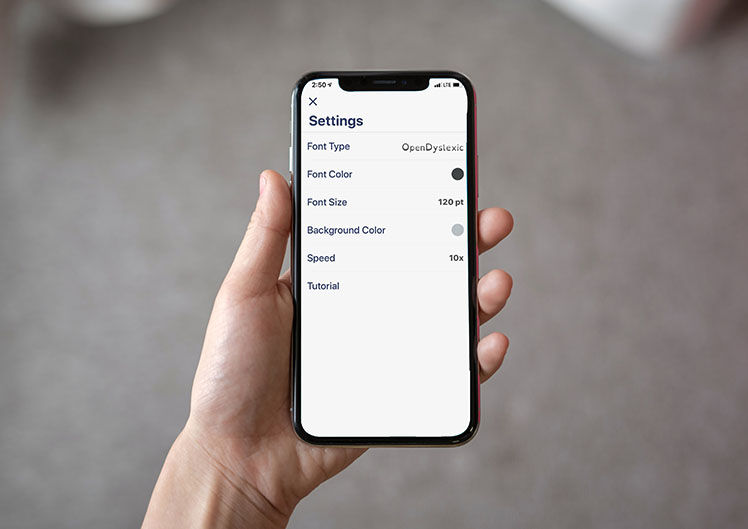 2:50 LTE
Settings
Font Type OpenDyslexic
Font Color
Font Size 120 pt
Background Color
Speed 10x
Tutorial